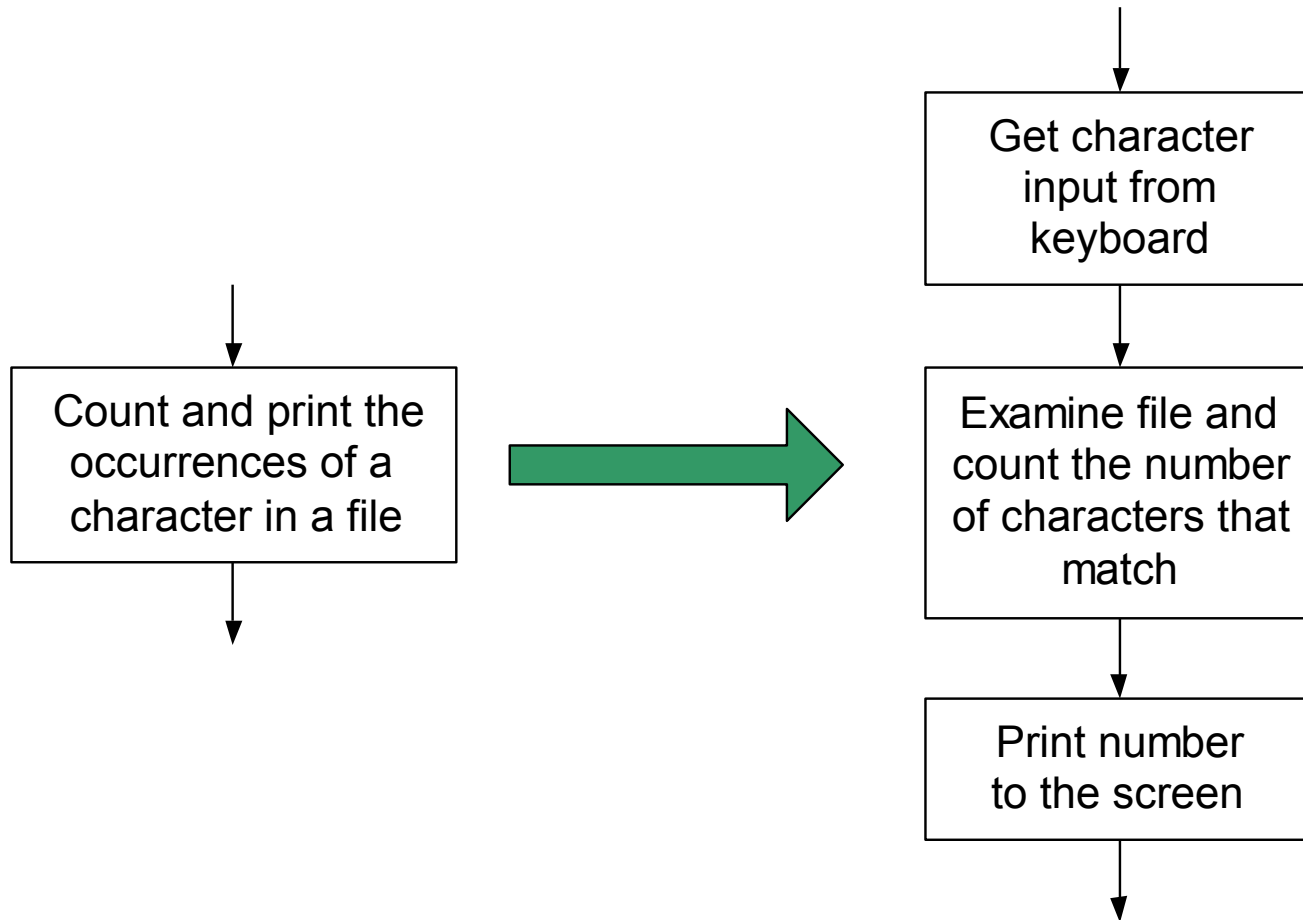 Count and print the
occurrences of a
character in a file
Get character
input from
keyboard
Examine file and
count the number
of characters that
match
Print number
to the screen